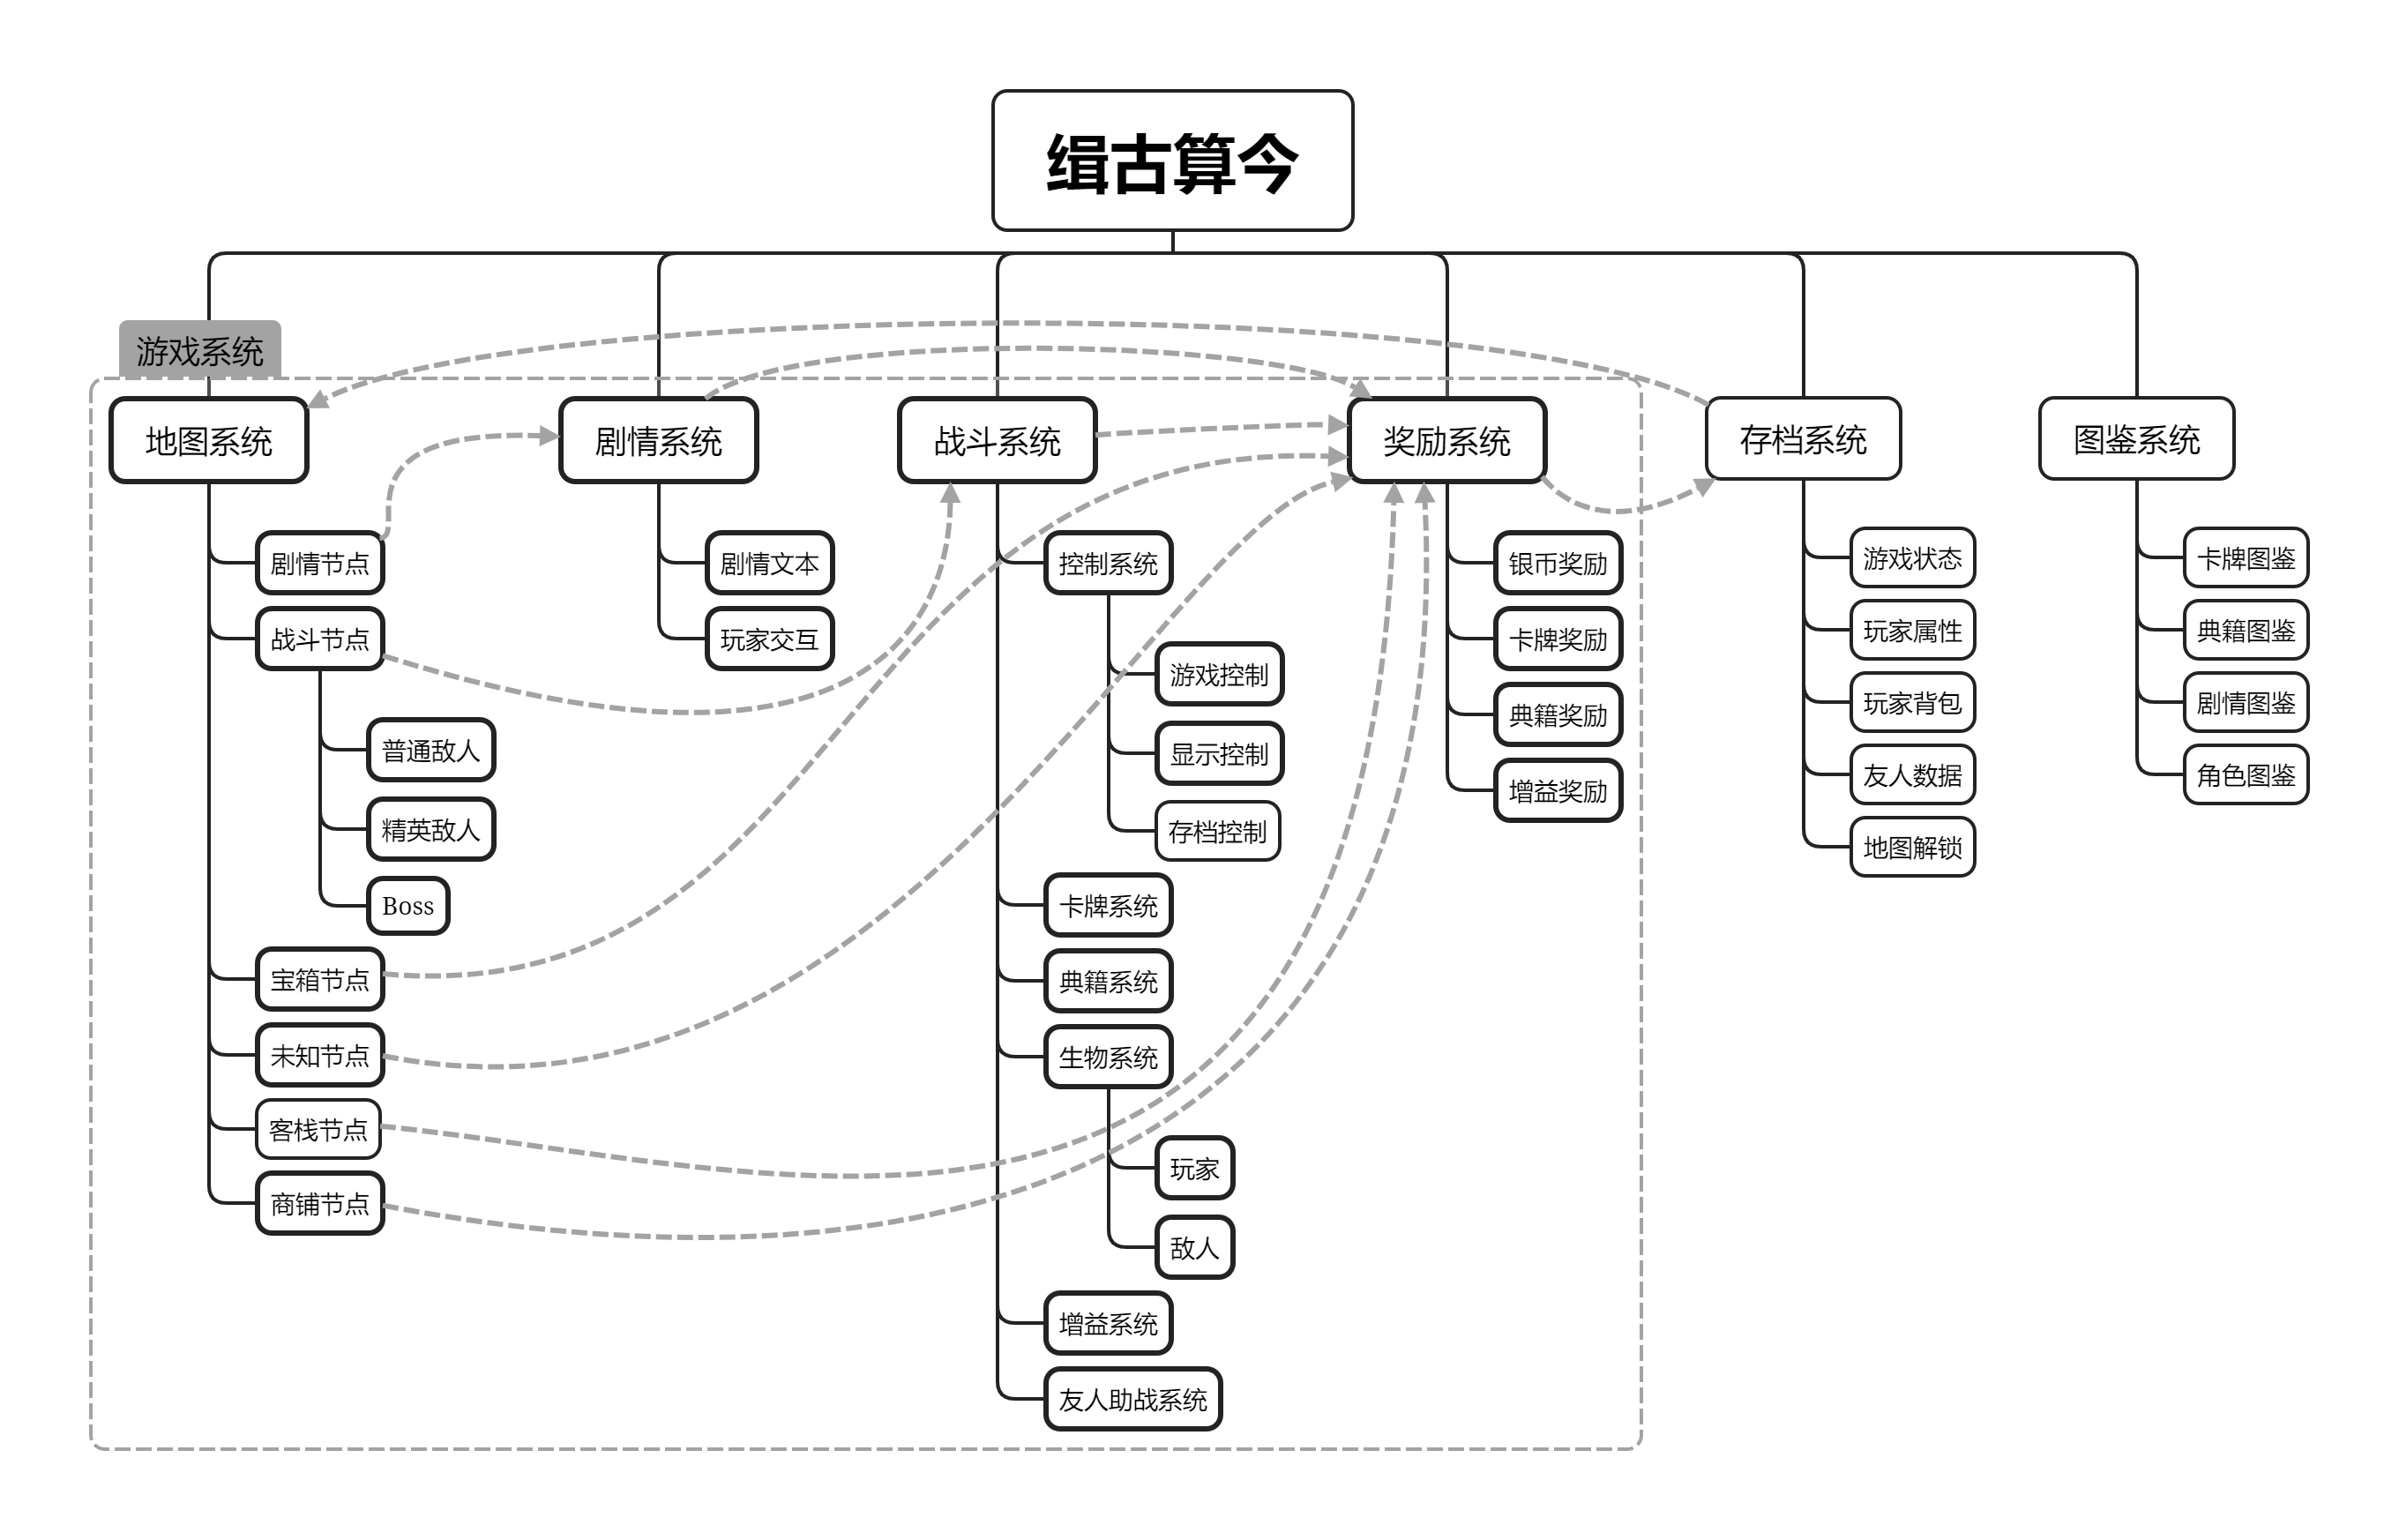 缉古算今
游戏系统
地图系统
剧情节点
战斗节点
普通敌人
精英敌人
Boss
宝箱节点
未知节点
客栈节点
商铺节点
剧情系统
剧情文本
玩家交互
战斗系统
控制系统
游戏控制
显示控制
存档控制
卡牌系统
典籍系统
生物系统
玩家
敌人
增益系统
友人助战系统
奖励系统
银币奖励
卡牌奖励
典籍奖励
增益奖励
存档系统
游戏状态
玩家属性
玩家背包
友人数据
地图解锁
图鉴系统
卡牌图鉴
典籍图鉴
剧情图鉴
角色图鉴